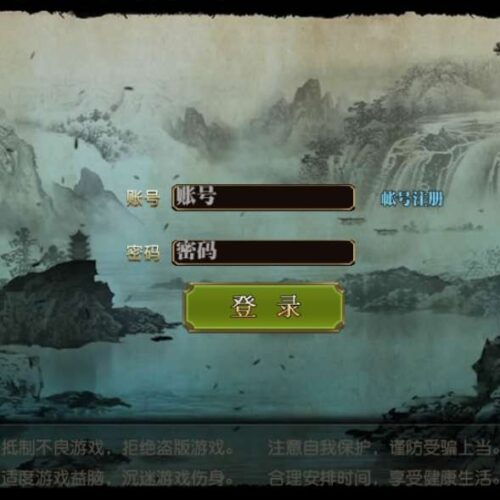 账号 账号 帐号注册
密码 密码
登录
抵制不良游戏，拒绝盗版游戏。 注意自我保护，谨防受骗上当。
适度游戏益脑，沉迷游戏伤身。 合理安排时间，享受健康生活